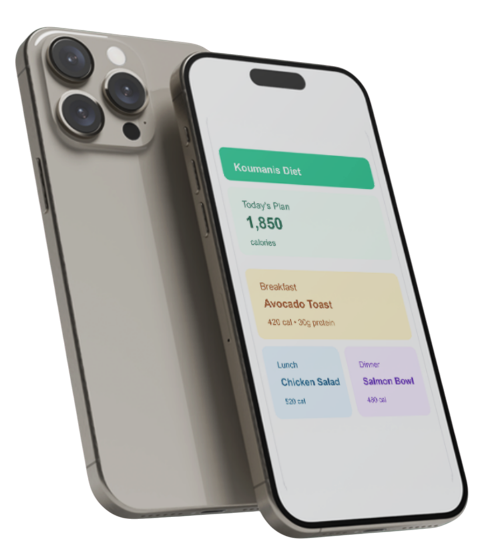 Koumanis Diet
Today's Plan
1,850
calories
Breakfast
Avocado Toast
420 cal • 30g protein
Lunch
Chicken Salad
520 cal
Dinner
Salmon Bowl
480 cal